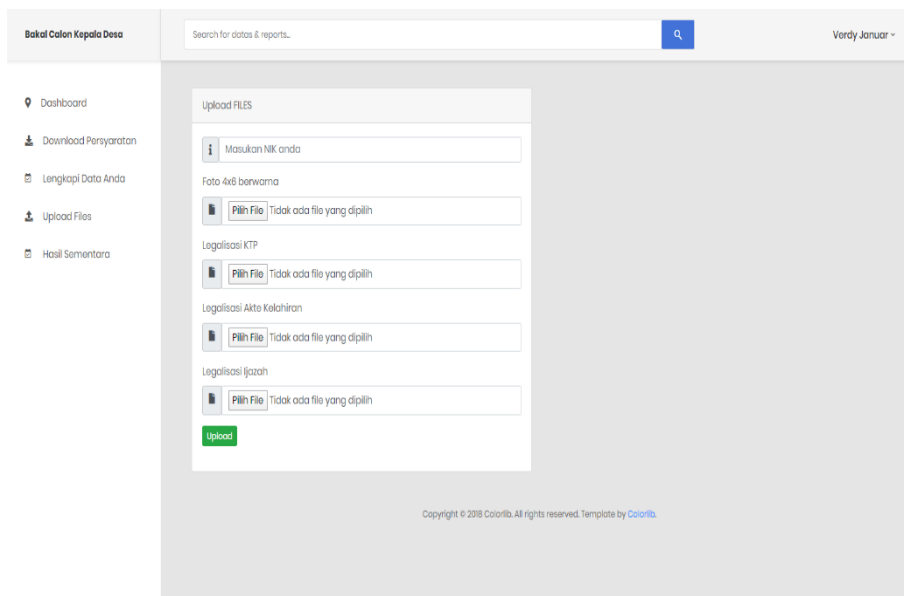 Bakal Calon Kepala Desa
Search for datas & reports...
Verdy Januar
Dashboard
Download Persyaratan
Lengkapi Data Anda
Upload Files
Hasil Sementara
Upload FILES
Masukan NIK anda
Foto 4x6 berwarna
Pilih File Tidak ada file yang dipilih
Legalisasi KTP
Pilih File Tidak ada file yang dipilih
Legalisasi Akte Kelahiran
Pilih File Tidak ada file yang dipilih
Legalisasi Ijazah
Pilih File Tidak ada file yang dipilih
Upload
Copyright © 2018 Colorlib. All rights reserved. Template by Colorlib.